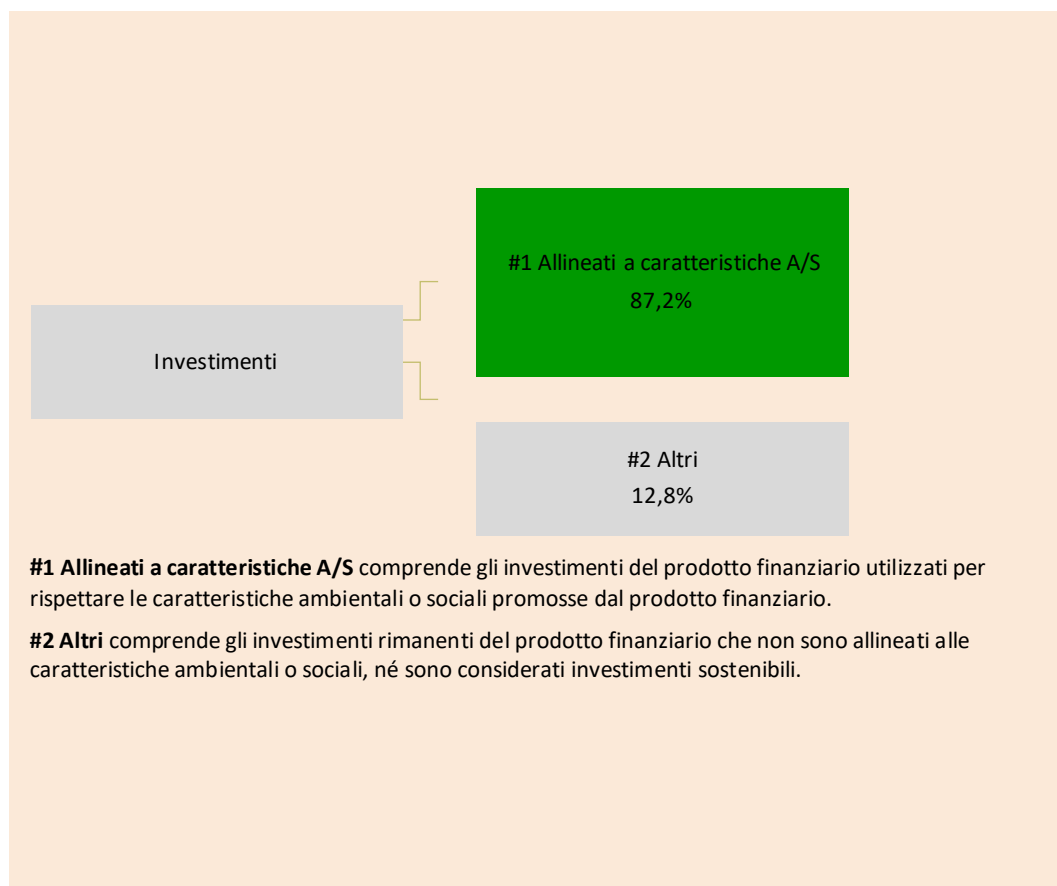 #1 Allineati a caratteristiche A/S
87,2%
Investimenti
#2 Altri
12,8%
#1 Allineati a caratteristiche A/S comprende gli investimenti del prodotto finanziario utilizzati per
rispettare le caratteristiche ambientali o sociali promosse dal prodotto finanziario.
#2 Altri comprende gli investimenti rimanenti del prodotto finanziario che non sono allineati alle
caratteristiche ambientali o sociali, né sono considerati investimenti sostenibili.